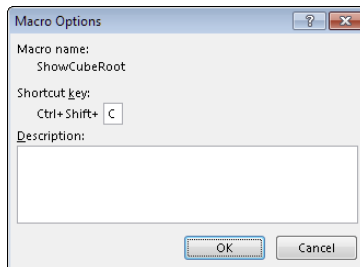 Macro Options
Macro name:
ShowCubeRoot
Shortcut key:
Ctrl+Shift+ C
Description:
OK Cancel